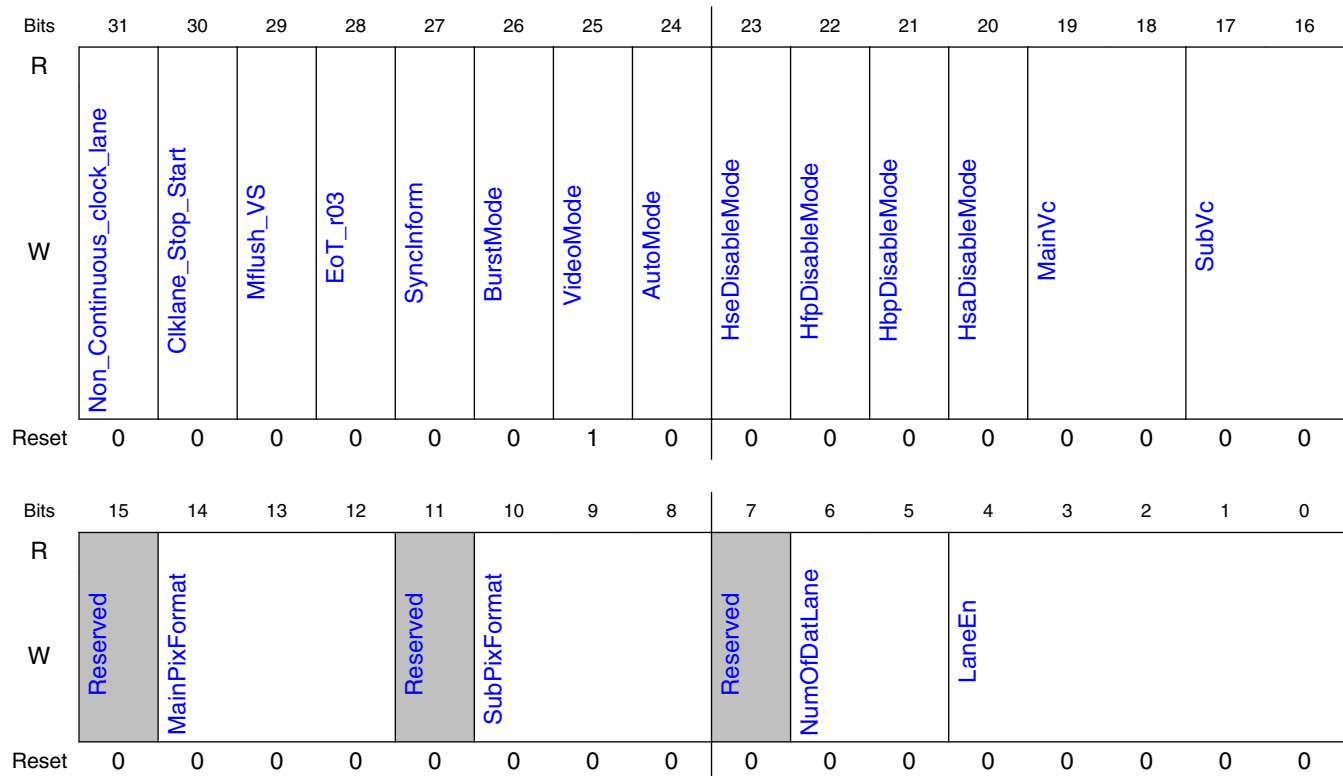 Bits 31 30 29 28 27 26 25 24 23 22 21 20 19 18 17 16
R
W
Non_Continuous_clock_lane
Clklane_Stop_Start
Mflush_VS
EoT_r03
SyncInform
BurstMode
VideoMode
AutoMode
HseDisableMode
HfpDisableMode
HbpDisableMode
HsaDisableMode
MainVc
SubVc
Reset 0 0 0 0 0 0 1 0 0 0 0 0 0 0 0 0
Bits 15 14 13 12 11 10 9 8 7 6 5 4 3 2 1 0
R
W
Reserved
MainPixFormat
Reserved
SubPixFormat
Reserved
NumOfDatLane
LaneEn
Reset 0 0 0 0 0 0 0 0 0 0 0 0 0 0 0 0